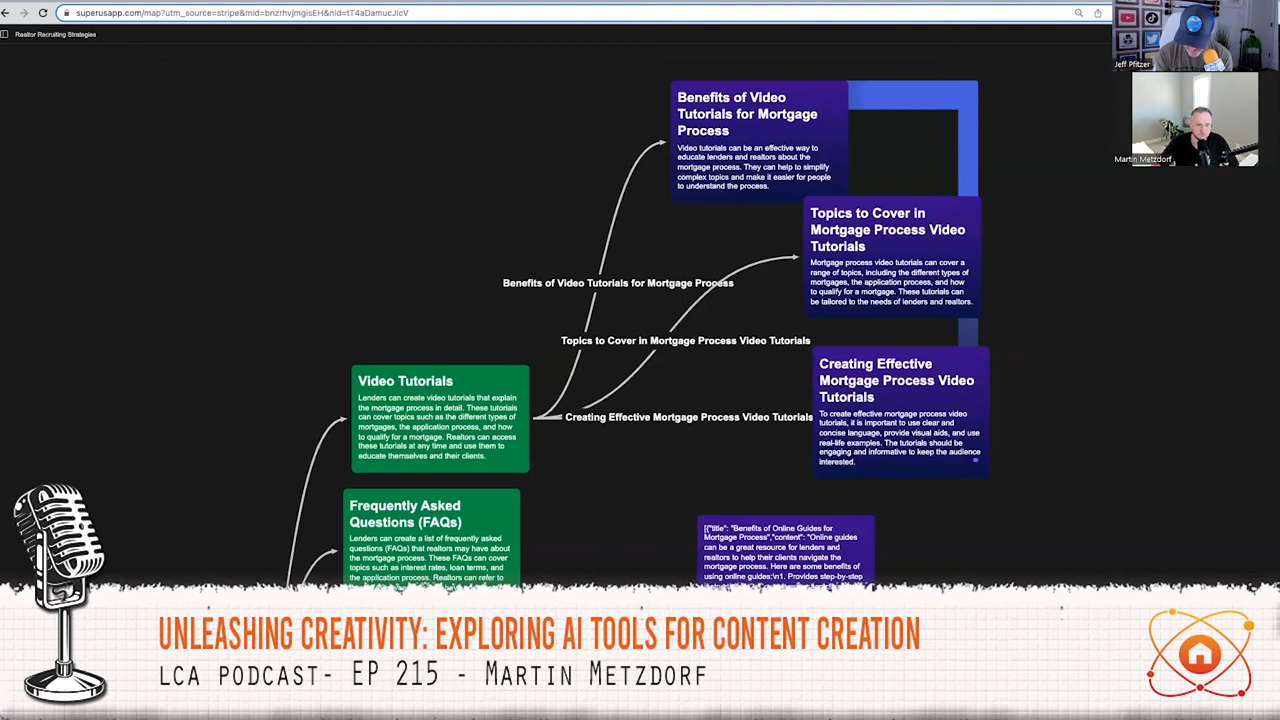 superusapp.com/map?utm_source=stripe&mid=bnzrhvjmgisEH&nid=tT4aDamucJIcV
Realtor Recruiting Strategies
Jeff Pfitzer
Martin Metzdorf
Benefits of Video
Tutorials for Mortgage
Process
Video tutorials can be an effective way to
educate lenders and realtors about the
mortgage process. They can help to simplify
complex topics and make it easier for people
to understand the process.
Topics to Cover in
Mortgage Process Video
Tutorials
Mortgage process video tutorials can cover a
range of topics, including the different types of
mortgages, the application process, and how
to qualify for a mortgage. These tutorials can
be tailored to the needs of lenders and realtors.
Benefits of Video Tutorials for Mortgage Process
Topics to Cover in Mortgage Process Video Tutorials
Creating Effective Mortgage Process Video Tutorials
Creating Effective
Mortgage Process Video
Tutorials
To create effective mortgage process video
tutorials, it is important to use clear and
concise language, provide visual aids, and use
real-life examples. The tutorials should be
engaging and informative to keep the audience
interested.
Video Tutorials
Lenders can create video tutorials that explain
the mortgage process in detail. These tutorials
can cover topics such as the different types of
mortgages, the application process, and how
to qualify for a mortgage. Realtors can access
these tutorials at any time and use them to
educate themselves and their clients.
Frequently Asked
Questions (FAQs)
Lenders can create a list of frequently asked
questions (FAQs) that realtors may have about
the mortgage process. These FAQs can cover
topics such as interest rates, loan terms, and
the application process. Realtors can refer to
[{"title": "Benefits of Online Guides for
Mortgage Process","content": "Online guides
can be a great resource for lenders and
realtors to help their clients navigate the
mortgage process. Here are some benefits of
using online guides:\n1. Provides step-by-step
UNLEASHING CREATIVITY: EXPLORING AI TOOLS FOR CONTENT CREATION
LCA PODCAST- EP 215 - MARTIN METZDORF